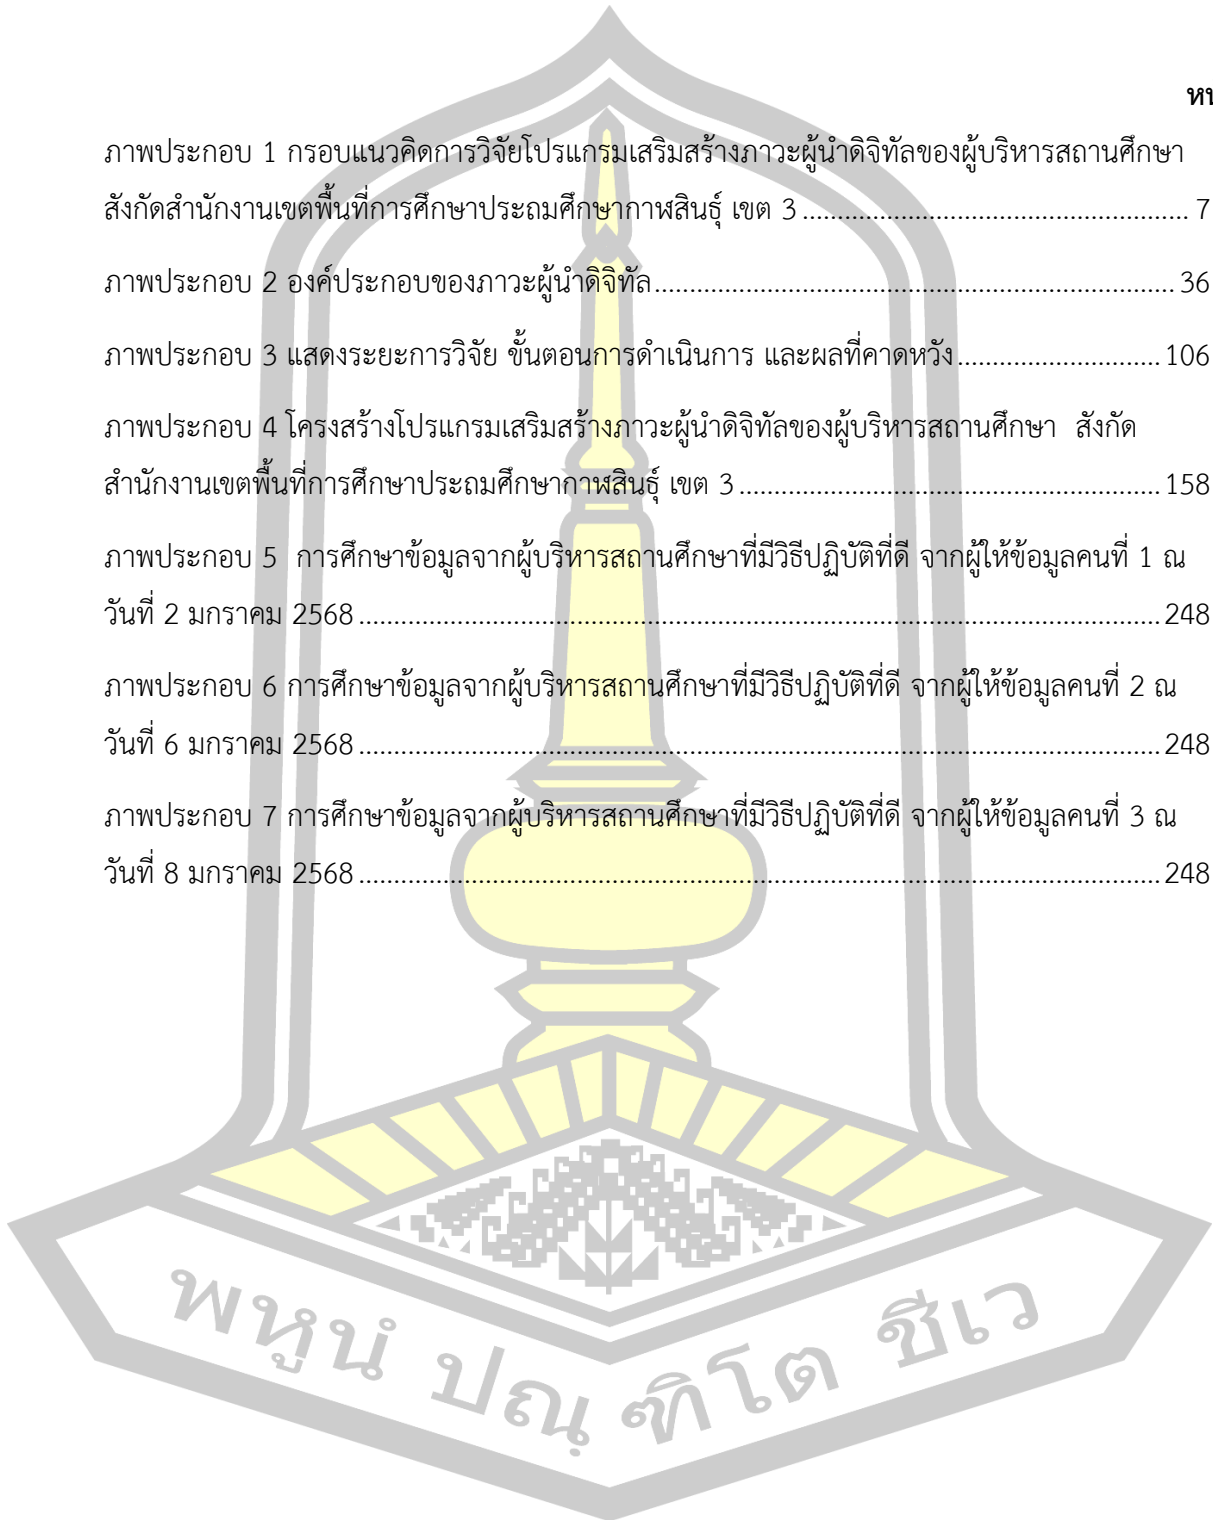 หน
ภาพประกอบ 1 กรอบแนวคิดการวิจัยโปรแกรมเสริมสร้างภาวะผู้นำดิจิทัลของผู้บริหารสถานศึกษา
สังกัดสำนักงานเขตพื้นที่การศึกษาประถมศึกษากาฬสินธุ์ เขต 3 ........................................................ 7
ภาพประกอบ 2 องค์ประกอบของภาวะผู้นำดิจิทัล........................................................................... 36
ภาพประกอบ 3 แสดงระยะการวิจัย ขั้นตอนการดำเนินการ และผลที่คาดหวัง............................. 106
ภาพประกอบ 4 โครงสร้างโปรแกรมเสริมสร้างภาวะผู้นำดิจิทัลของผู้บริหารสถานศึกษา สังกัด
สำนักงานเขตพื้นที่การศึกษาประถมศึกษากาฬสินธุ์ เขต 3 ............................................................. 158
ภาพประกอบ 5 การศึกษาข้อมูลจากผู้บริหารสถานศึกษาที่มีวิธีปฏิบัติที่ดี จากผู้ให้ข้อมูลคนที่ 1 ณ
วันที่ 2 มกราคม 2568 .................................................................................................................... 248
ภาพประกอบ 6 การศึกษาข้อมูลจากผู้บริหารสถานศึกษาที่มีวิธีปฏิบัติที่ดี จากผู้ให้ข้อมูลคนที่ 2 ณ
วันที่ 6 มกราคม 2568 .................................................................................................................... 248
ภาพประกอบ 7 การศึกษาข้อมูลจากผู้บริหารสถานศึกษาที่มีวิธีปฏิบัติที่ดี จากผู้ให้ข้อมูลคนที่ 3 ณ
วันที่ 8 มกราคม 2568 .................................................................................................................... 248
พหูนํ ปณฺ ฑิโต ชีเว